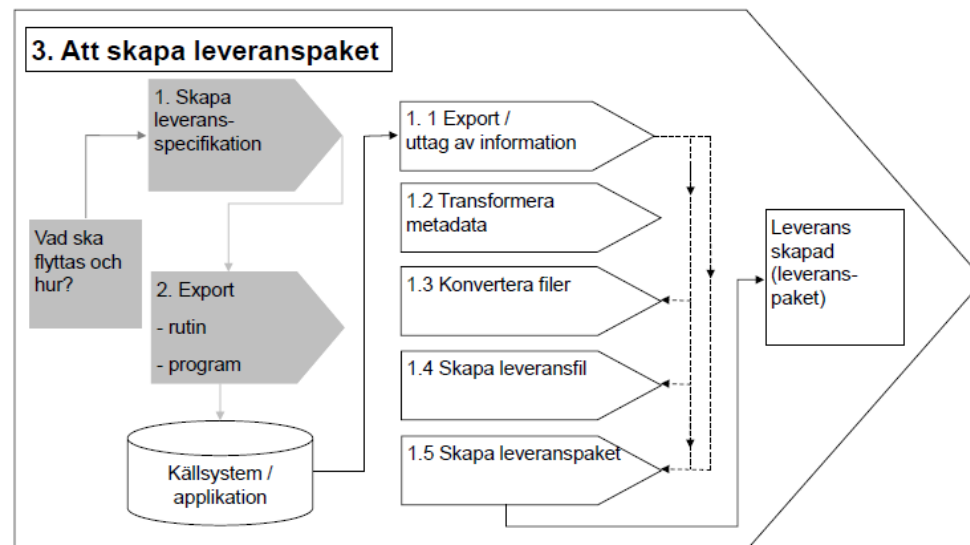 3. Att skapa leveranspaket
1. Skapa
leverans-
specifikation
Vad ska
flyttas och
hur?
2. Export
- rutin
- program
Källsystem /
applikation
1. 1 Export /
uttag av information
1.2 Transformera
metadata
1.3 Konvertera filer
1.4 Skapa leveransfil
1.5 Skapa leveranspaket
Leverans
skapad
(leverans-
paket)